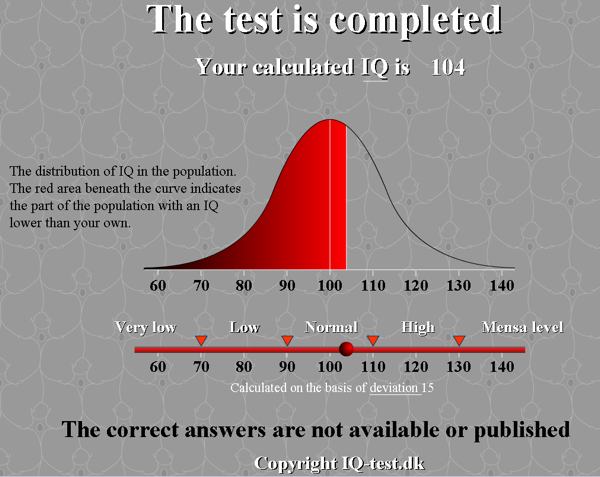 The test is completed
Your calculated IQ is 104
The distribution of IQ in the population.
The red area beneath the curve indicates
the part of the population with an IQ
lower than your own.
60 70 80 90 100 110 120 130 140
Very low Low Normal High Mensa level
60 70 80 90 100 110 120 130 140
Calculated on the basis of deviation 15
The correct answers are not available or published
Copyright IQ-test.dk